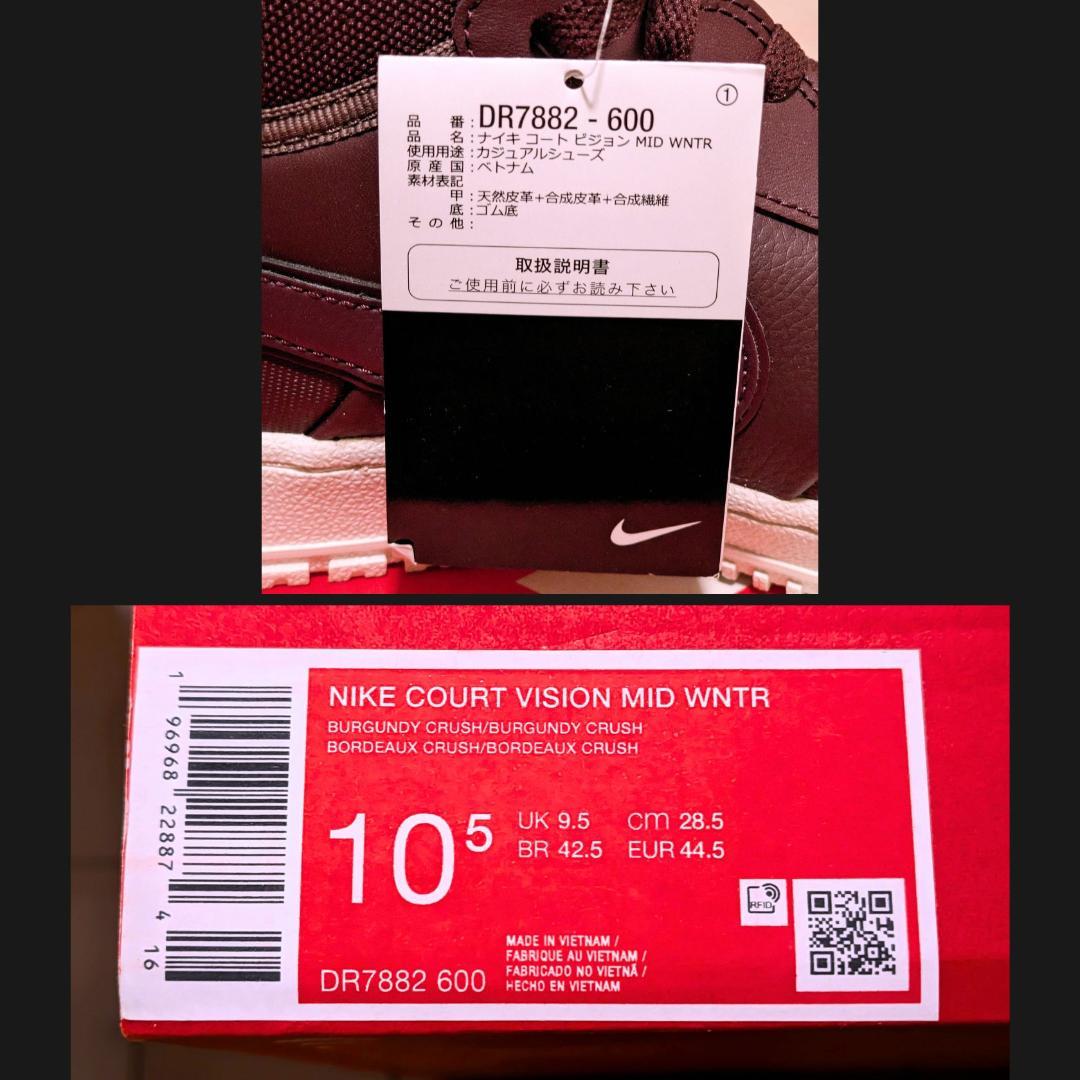 ①
品 番：DR7882 - 600
品 名：ナイキ コート ビジョン MID WNTR
使用用途：カジュアルシューズ
原 産 国：ベトナム
素材表記
甲：天然皮革+合成皮革+合成繊維
底：ゴム底
そ の 他：
取扱説明書
ご使用前に必ずお読み下さい
NIKE COURT VISION MID WNTR
BURGUNDY CRUSH/BURGUNDY CRUSH
BORDEAUX CRUSH/BORDEAUX CRUSH
10⁵
UK 9.5 cm 28.5
BR 42.5 EUR 44.5
RFID
MADE IN VIETNAM /
FABRIQUE AU VIETNAM /
FABRICADO NO VIETNÃ /
HECHO EN VIETNAM
DR7882 600
1 96968 22887 4 16